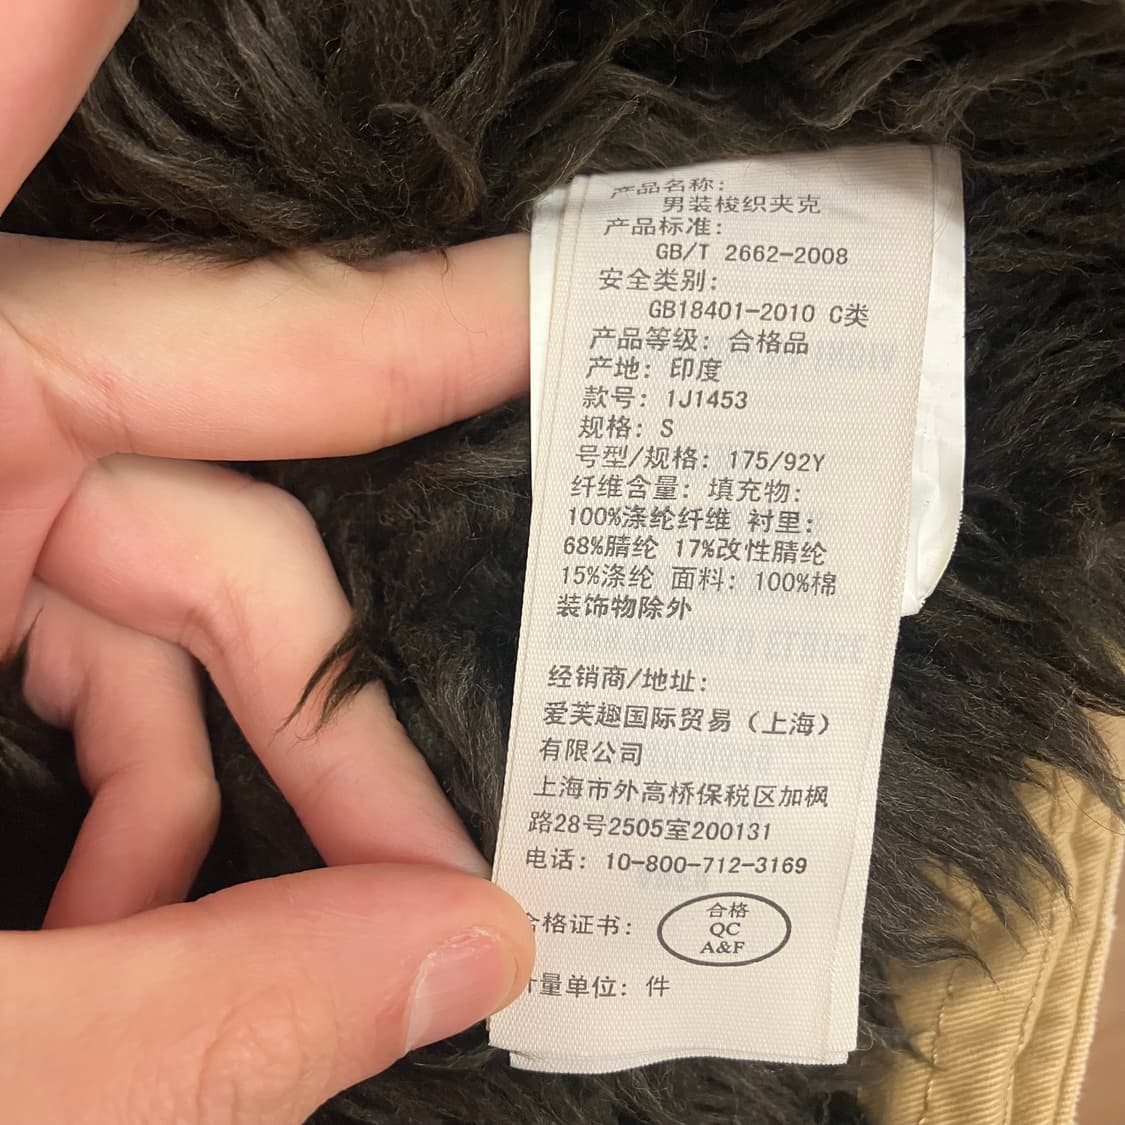 产品名称:
男装梭织夹克
产品标准:
GB/T 2662-2008
安全类别:
GB18401-2010 C类
产品等级: 合格品
产地: 印度
款号: 1J1453
规格: S
号型/规格: 175/92Y
纤维含量: 填充物:
100%涤纶纤维 衬里:
68%腈纶 17%改性腈纶
15%涤纶 面料: 100%棉
装饰物除外
经销商/地址:
爱芙趣国际贸易（上海）
有限公司
上海市外高桥保税区加枫
路28号2505室200131
电话: 10-800-712-3169
合格证书:
合格
QC
A&F
计量单位: 件